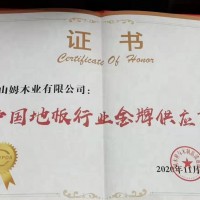 证书
Certificate Of Honor
山姆木业有限公司:
中国地板行业金牌供应
2020年11月